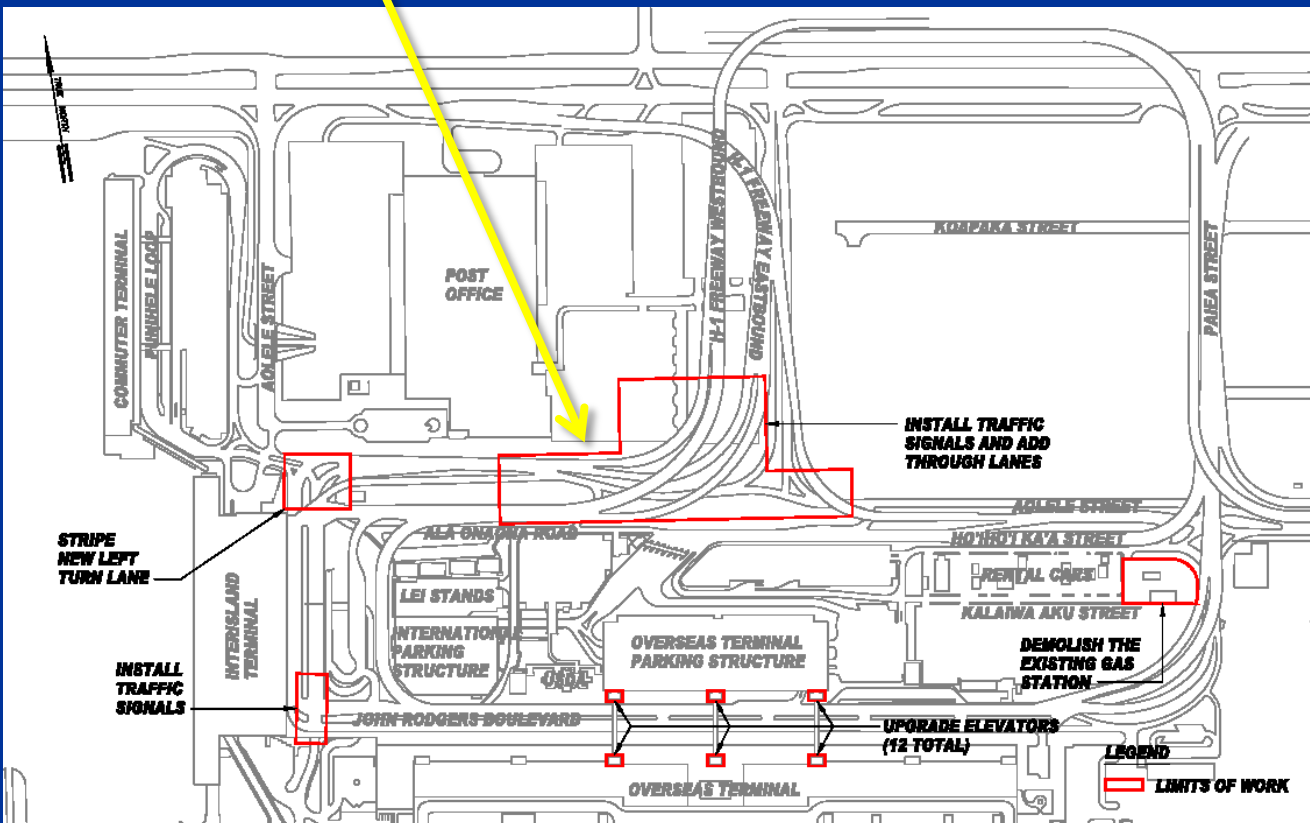 TRUE NORTH
H-1 FREEWAY WESTBOUND
H-1 FREEWAY EASTBOUND
KOAPAKA STREET
PAIEA STREET
COMMUTER TERMINAL
AOLELE STREET
POST
OFFICE
INSTALL TRAFFIC
SIGNALS AND ADD
THROUGH LANES
AOLELE STREET
ALA ONAONA ROAD
HO'IHO'I KA'A STREET
STRIPE
NEW LEFT
TURN LANE
RENTAL CARS
LEI STANDS
KALAIWA AKU STREET
INTERISLAND
TERMINAL
INTERNATIONAL
PARKING
STRUCTURE
OVERSEAS TERMINAL
PARKING STRUCTURE
DEMOLISH THE
EXISTING GAS
STATION
USDA
INSTALL
TRAFFIC
SIGNALS
JOHN RODGERS BOULEVARD
UPGRADE ELEVATORS
(12 TOTAL)
LEGEND
LIMITS OF WORK
OVERSEAS TERMINAL